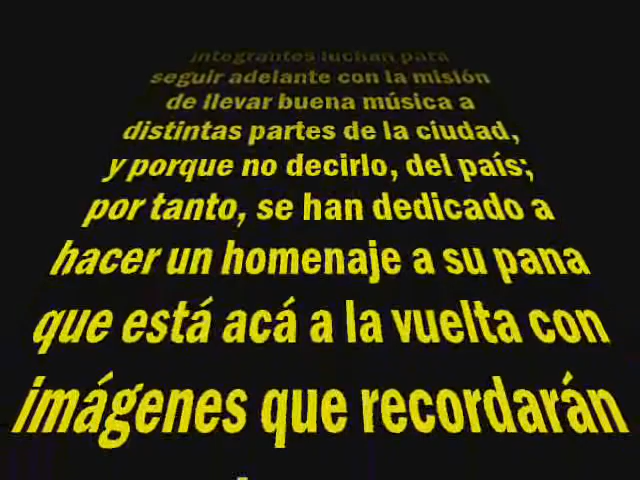 integrantes luchan para
seguir adelante con la misión
de llevar buena música a
distintas partes de la ciudad,
y porque no decirlo, del país;
por tanto, se han dedicado a
hacer un homenaje a su pana
que está acá a la vuelta con
imágenes que recordarán